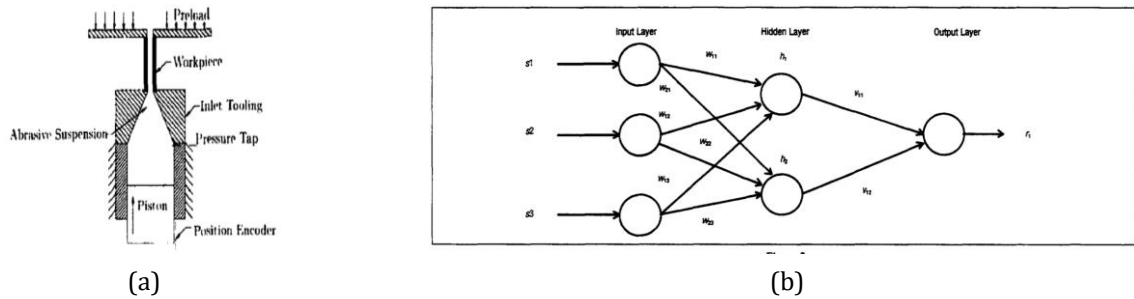 Preload
Workpiece
Inlet Tooling
Abrasive Suspension
Pressure Tap
Piston
Position Encoder
(a)
Input Layer
Hidden Layer
Output Layer
s1
s2
s3
w11
w21
w12
w22
w13
w23
h1
h2
v11
v12
r1
(b)